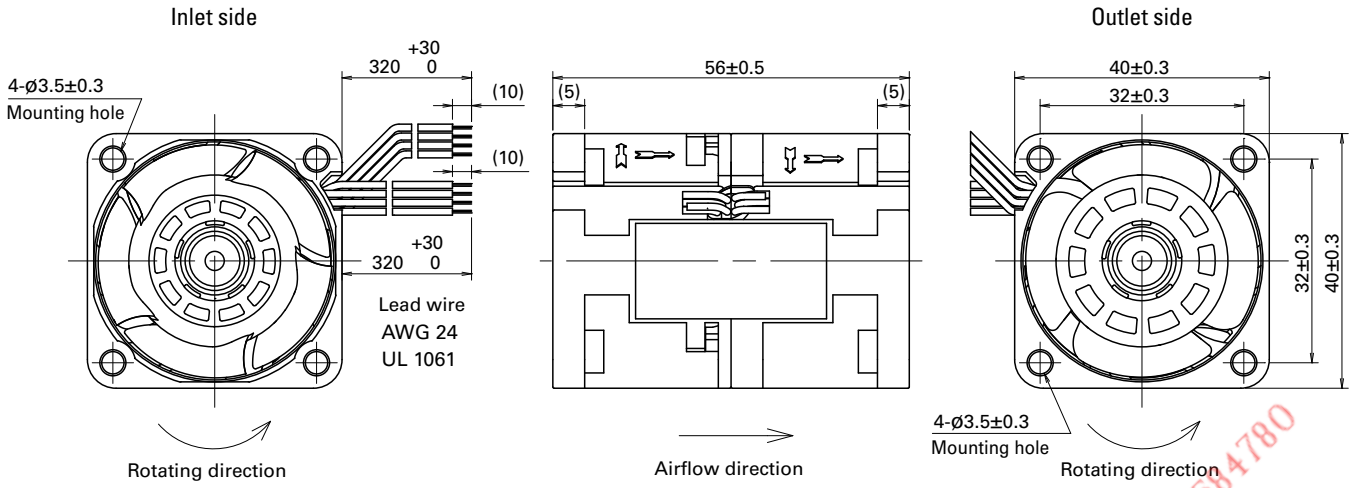 Inlet side
Outlet side
+30
320 0
56±0.5
40±0.3
32±0.3
4-ø3.5±0.3
Mounting hole
(10)
(5)
(5)
(10)
+30
320 0
Lead wire
AWG 24
UL 1061
32±0.3
40±0.3
4-ø3.5±0.3
Mounting hole
Rotating direction
Airflow direction
Rotating direction